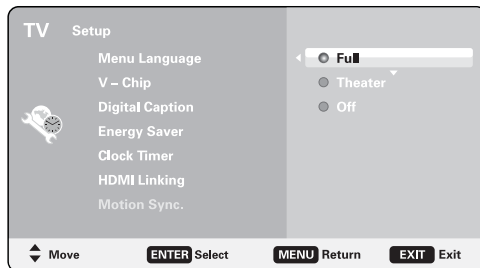 TV Setup
Menu Language
V – Chip
Digital Caption
Energy Saver
Clock Timer
HDMI Linking
Motion Sync.
Full
Theater
Off
Move ENTER Select MENU Return EXIT Exit